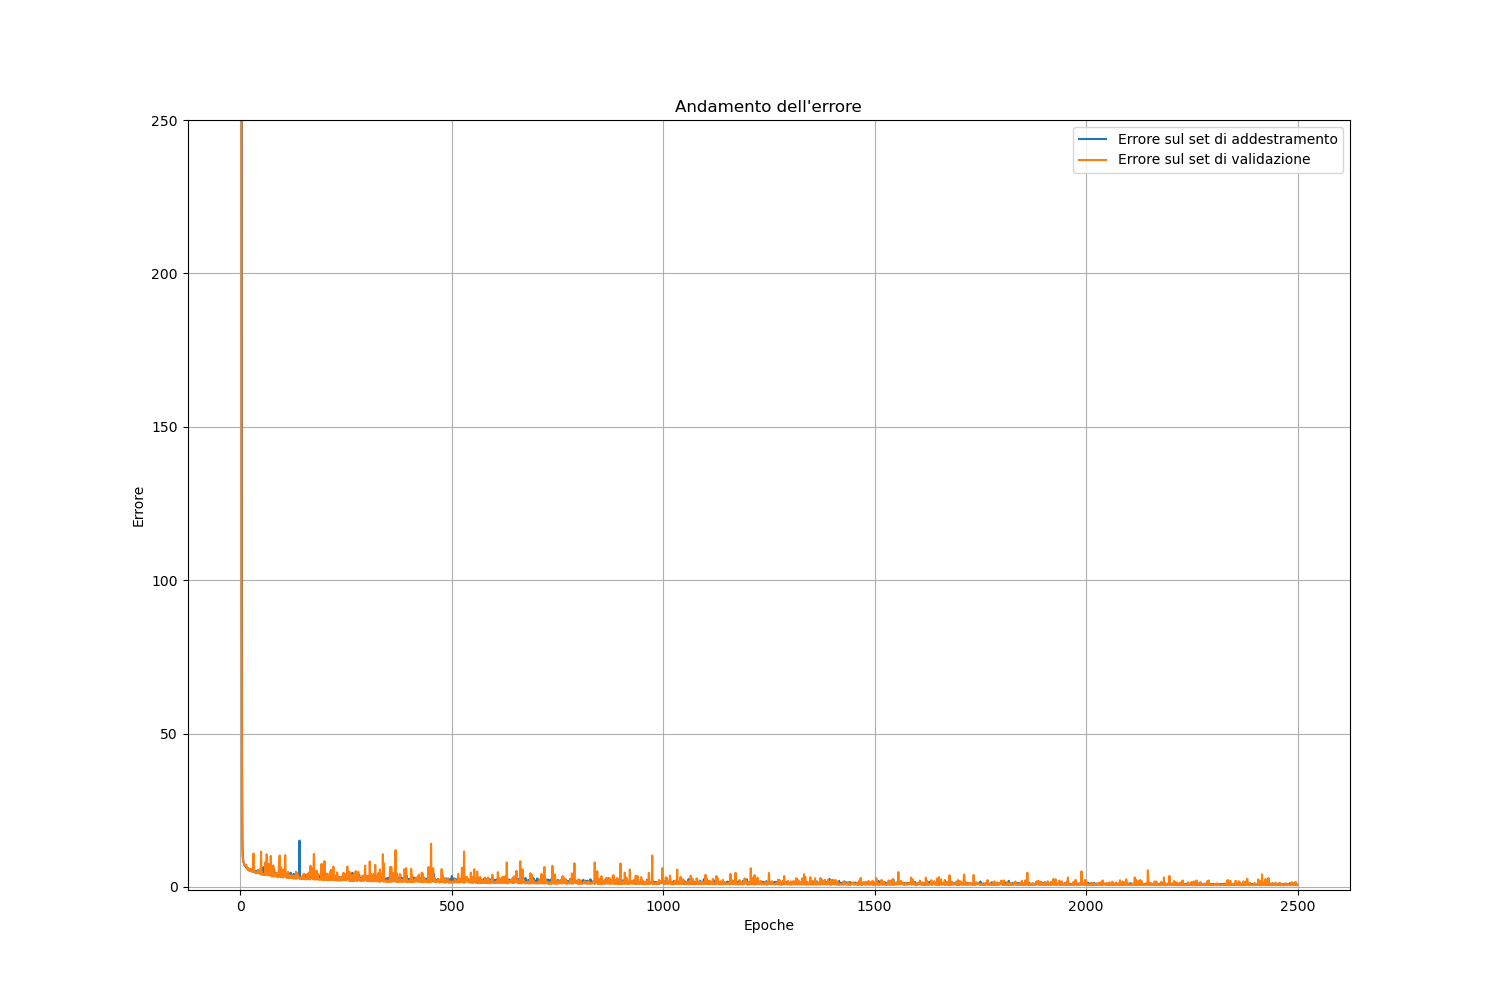 Andamento dell'errore
Errore sul set di addestramento
Errore sul set di validazione
250
200
150
100
50
0
Errore
0 500 1000 1500 2000 2500
Epoche